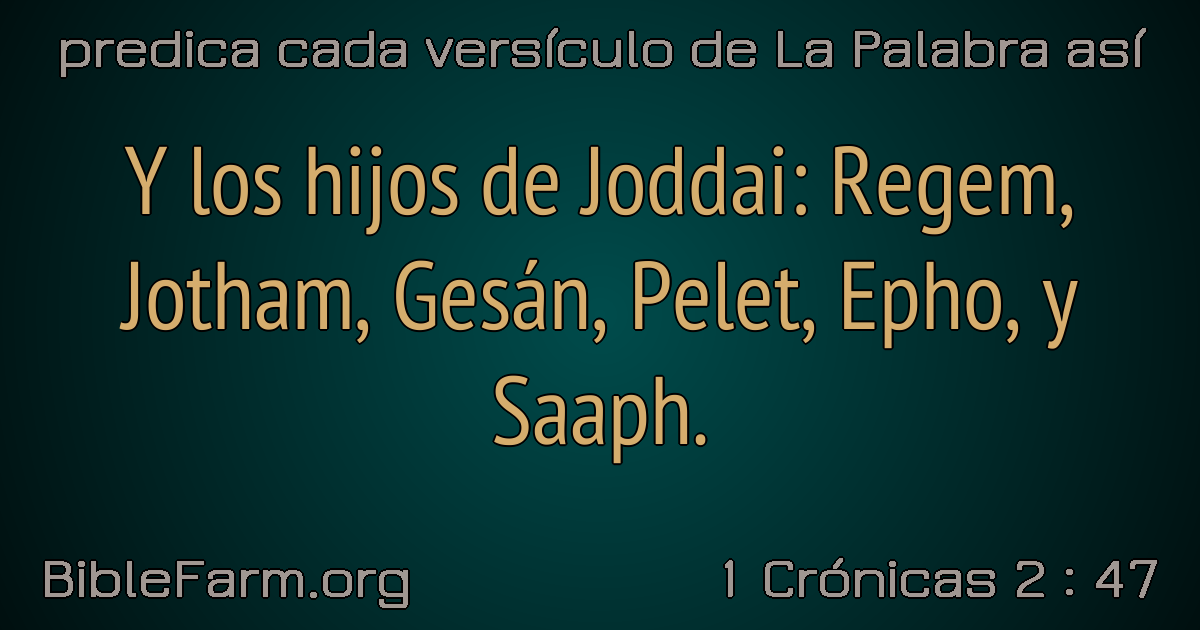 predica cada versículo de La Palabra así
Y los hijos de Joddai: Regem,
Jotham, Gesán, Pelet, Epho, y
Saaph.
BibleFarm.org
1 Crónicas 2 : 47